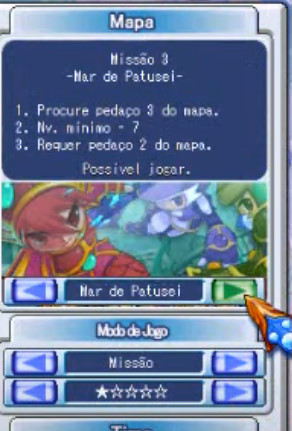 Mapa
Missão 3
-Mar de Patusei-
1. Procure pedaço 3 do mapa.
2. Nv. mínimo - 7
3. Requer pedaço 2 do mapa.
Possível jogar.
Mar de Patusei
Modo de Jogo
Missão
★☆☆☆☆
Time